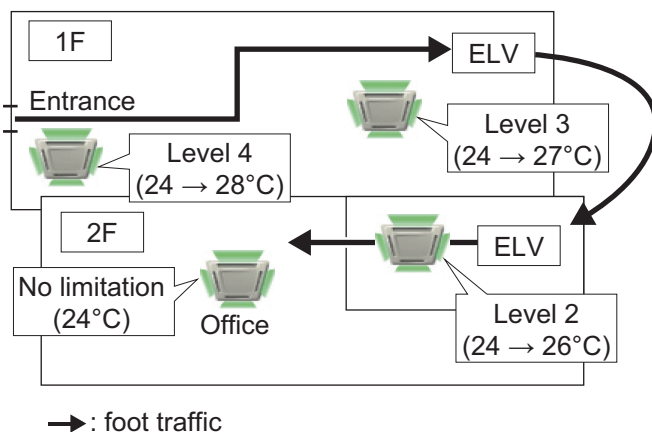 1F
ELV
Entrance
Level 3
(24 → 27°C)
Level 4
(24 → 28°C)
2F
ELV
No limitation
(24°C)
Office
Level 2
(24 → 26°C)
: foot traffic